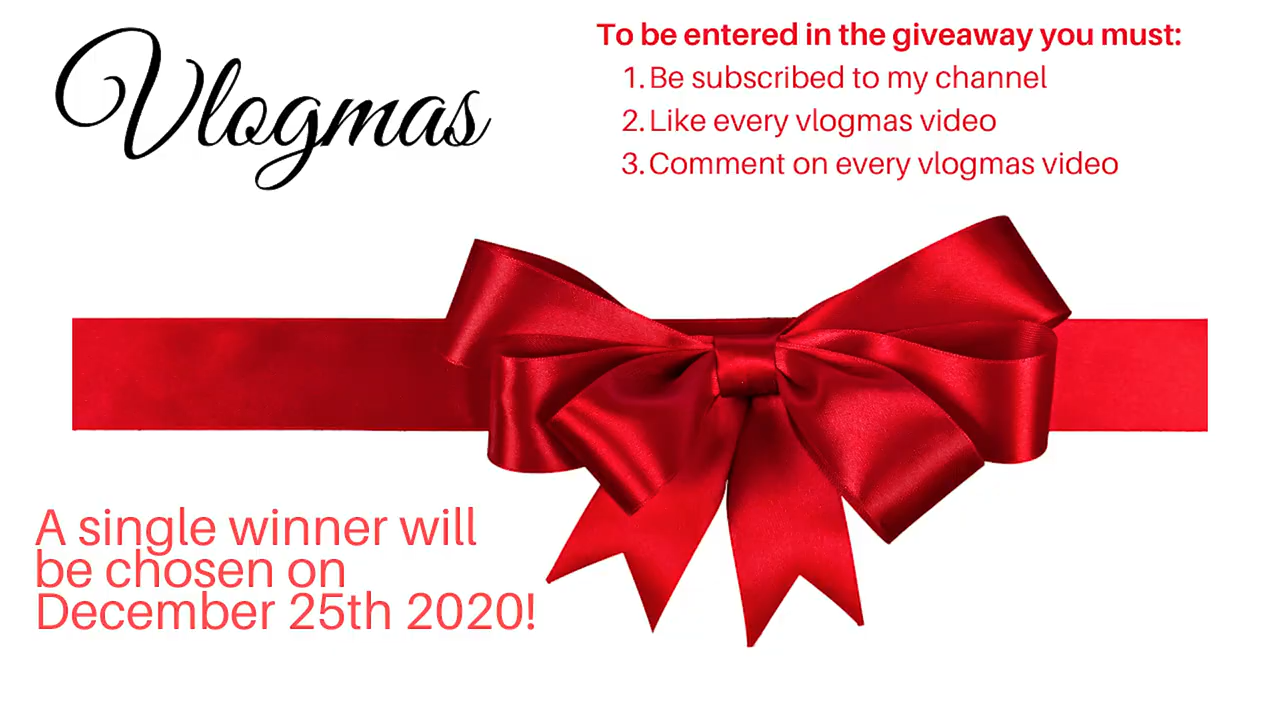 Vlogmas
To be entered in the giveaway you must:
1. Be subscribed to my channel
2. Like every vlogmas video
3. Comment on every vlogmas video
A single winner will
be chosen on
December 25th 2020!